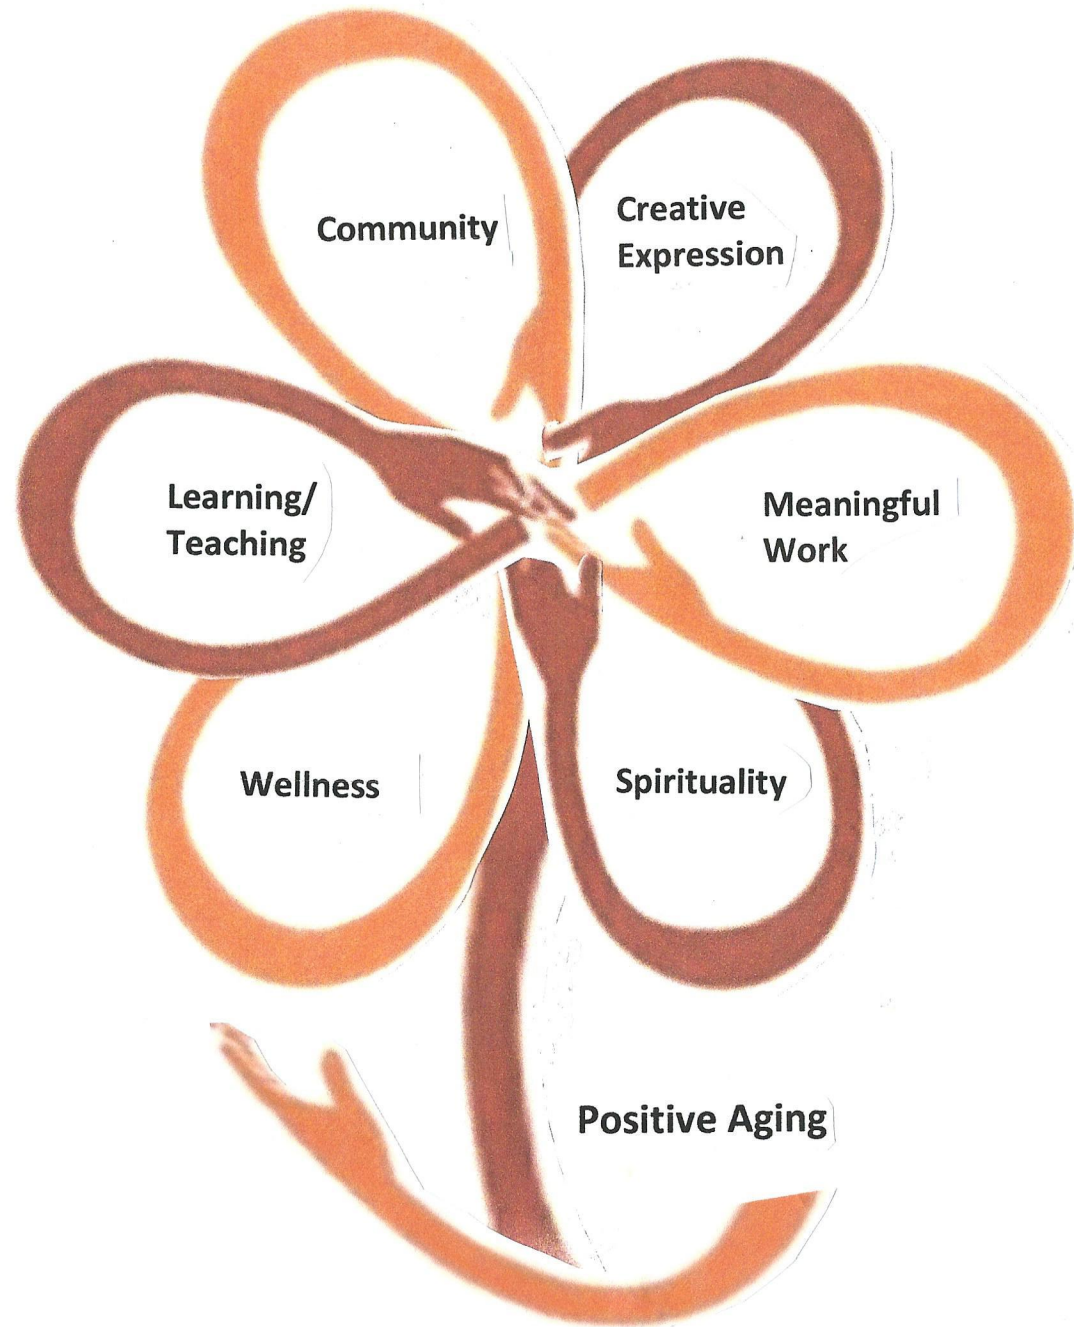 Community
Creative
Expression
Learning/
Teaching
Meaningful
Work
Wellness
Spirituality
Positive Aging